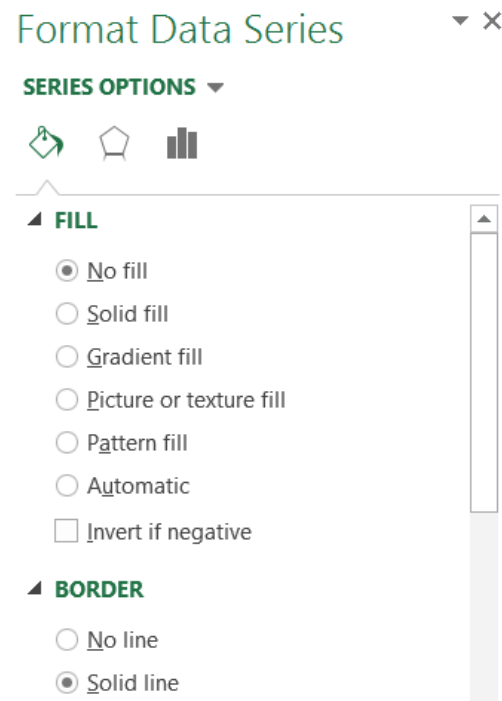 Format Data Series
SERIES OPTIONS
FILL
No fill
Solid fill
Gradient fill
Picture or texture fill
Pattern fill
Automatic
Invert if negative
BORDER
No line
Solid line